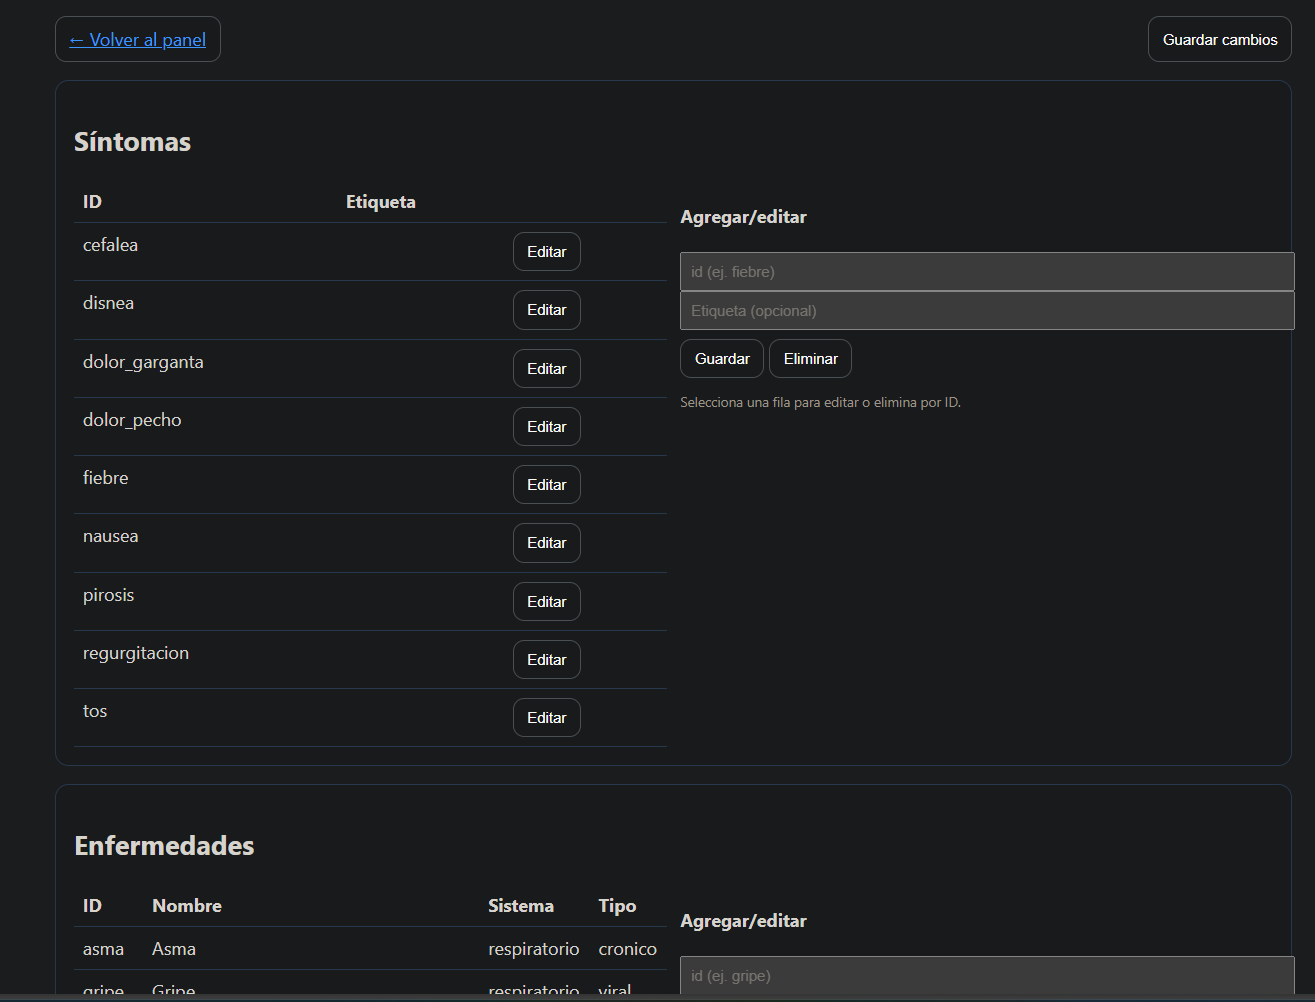 ← Volver al panel
Guardar cambios
Síntomas
ID Etiqueta
cefalea Editar
disnea Editar
dolor_garganta Editar
dolor_pecho Editar
fiebre Editar
nausea Editar
pirosis Editar
regurgitacion Editar
tos Editar
Agregar/editar
id (ej. fiebre)
Etiqueta (opcional)
Guardar Eliminar
Selecciona una fila para editar o elimina por ID.
Enfermedades
ID Nombre Sistema Tipo
asma Asma respiratorio cronico
gripe Gripe respiratorio viral
Agregar/editar
id (ej. gripe)